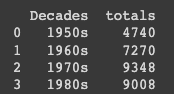 Decades totals
0 1950s 4740
1 1960s 7270
2 1970s 9348
3 1980s 9008